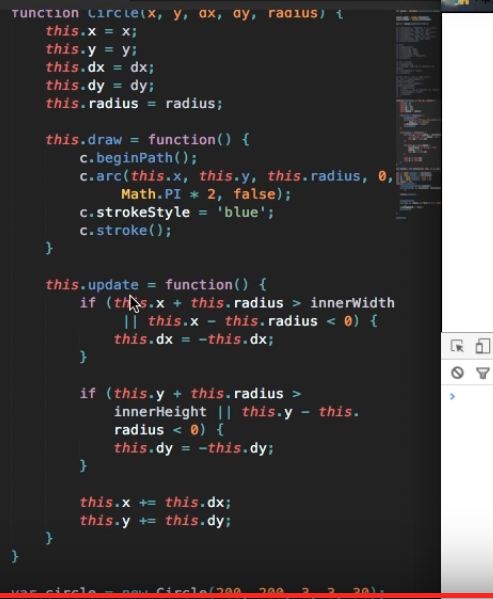 function Circle(x, y, dx, dy, radius) {
this.x = x;
this.y = y;
this.dx = dx;
this.dy = dy;
this.radius = radius;
this.draw = function() {
c.beginPath();
c.arc(this.x, this.y, this.radius, 0,
Math.PI * 2, false);
c.strokeStyle = 'blue';
c.stroke();
}
this.update = function() {
if (this.x + this.radius > innerWidth
|| this.x - this.radius < 0) {
this.dx = -this.dx;
}
if (this.y + this.radius >
innerHeight || this.y - this.
radius < 0) {
this.dy = -this.dy;
}
this.x += this.dx;
this.y += this.dy;
}
}
var circle = new Circle(200, 200, 3, 3, 30);